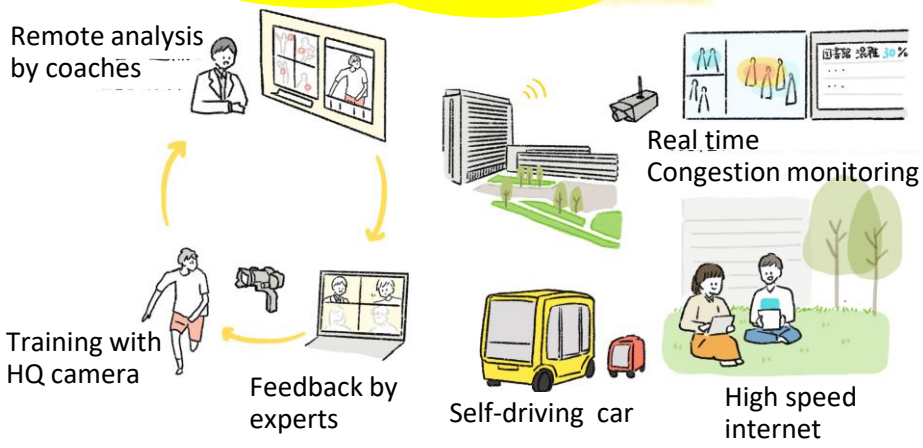 Remote analysis
by coaches
図書館 混雑 30%
...
...
Real time
Congestion monitoring
Training with
HQ camera
Feedback by
experts
Self-driving car
High speed
internet